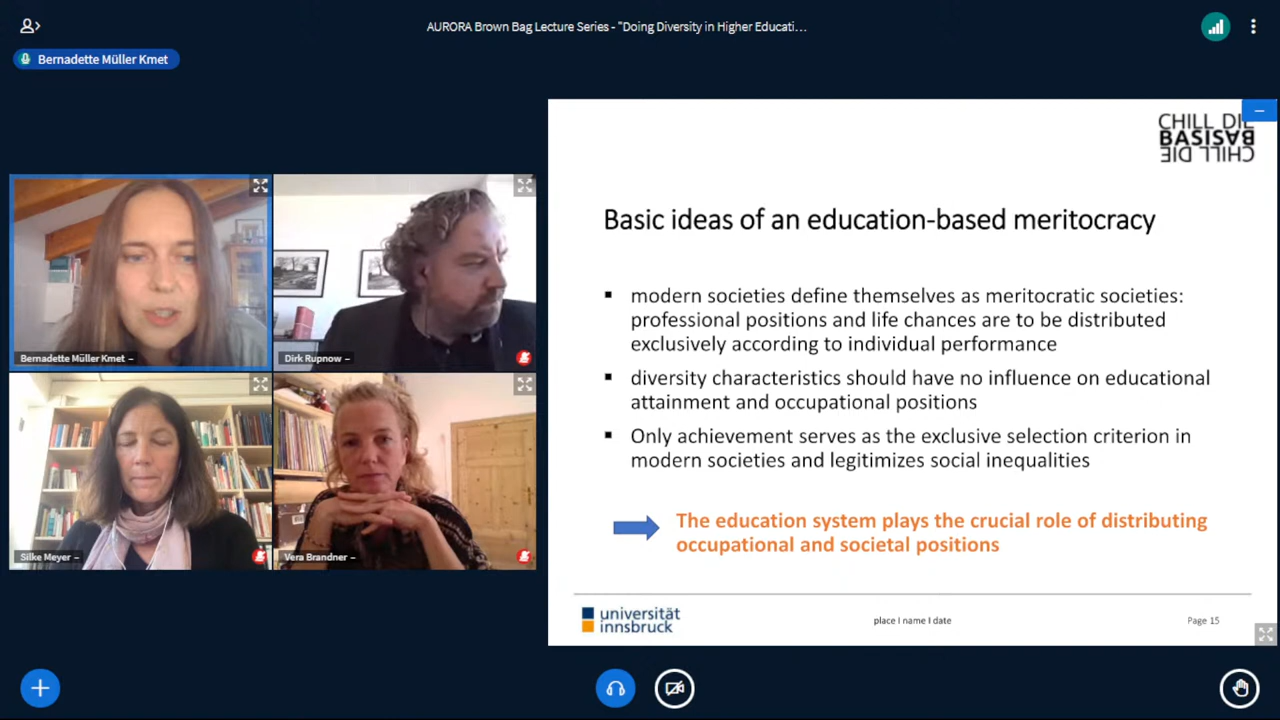 AURORA Brown Bag Lecture Series - "Doing Diversity in Higher Educati...
Bernadette Müller Kmet
Bernadette Müller Kmet
Dirk Rupnow
Silke Meyer
Vera Brandner
CHILL DIE
BASIS
CHILL DIE
Basic ideas of an education-based meritocracy
modern societies define themselves as meritocratic societies:
professional positions and life chances are to be distributed
exclusively according to individual performance
diversity characteristics should have no influence on educational
attainment and occupational positions
Only achievement serves as the exclusive selection criterion in
modern societies and legitimizes social inequalities
The education system plays the crucial role of distributing
occupational and societal positions
universität
innsbruck
place I name I date
Page 15